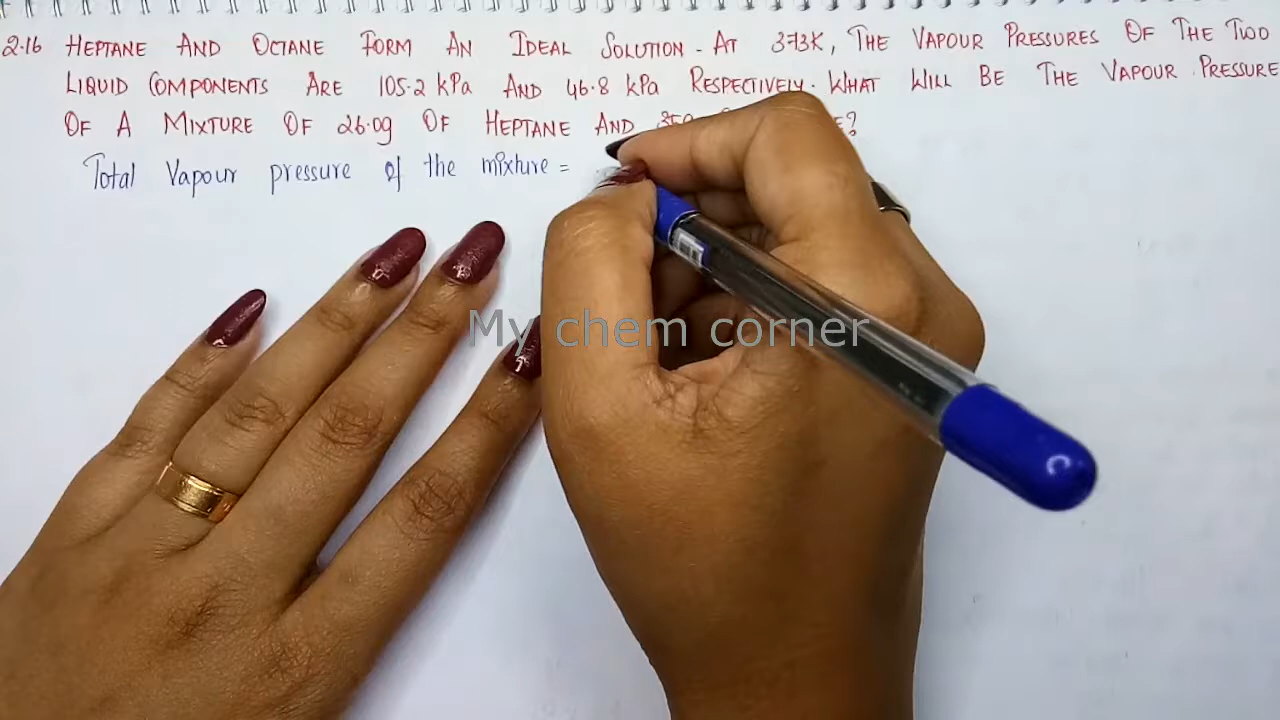 2.16 HEPTANE AND OCTANE FORM AN IDEAL SOLUTION. AT 373K, THE VAPOUR PRESSURES OF THE TWO
LIQUID COMPONENTS ARE 105.2 kPa AND 46.8 kPa RESPECTIVELY. WHAT WILL BE THE VAPOUR PRESSURE
OF A MIXTURE OF 26.0g OF HEPTANE AND
Total Vapour pressure of the mixture =
My chem corner